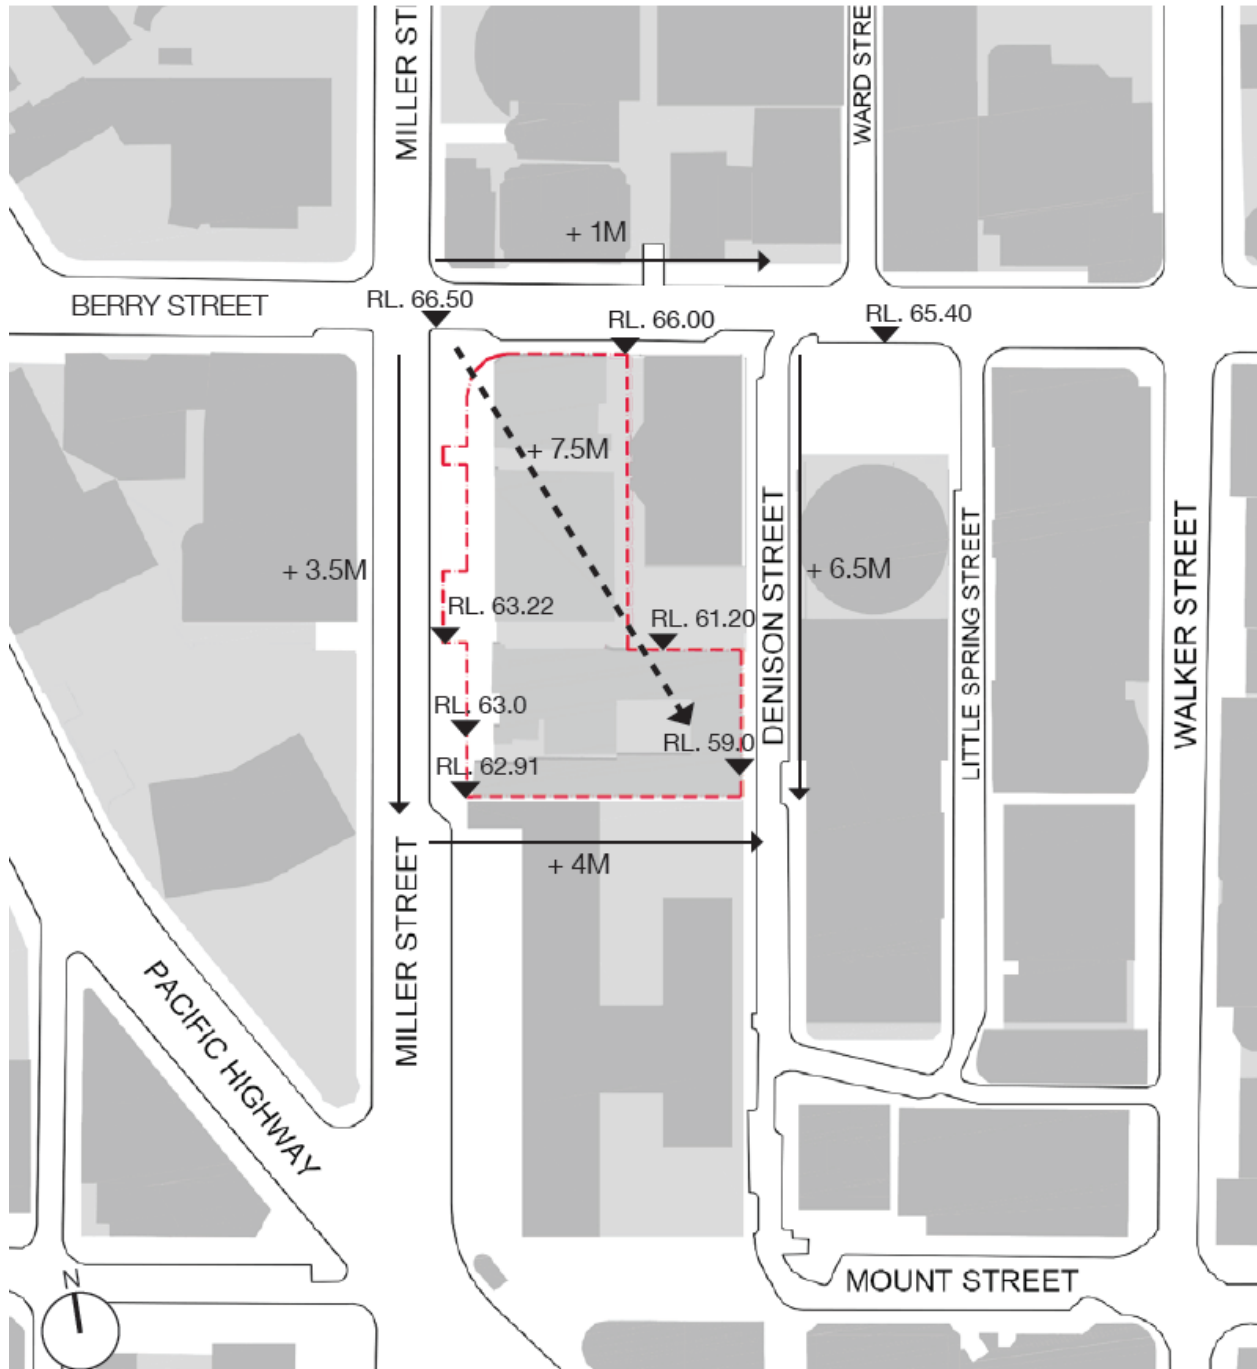 MILLER ST
WARD STRE
+ 1M
BERRY STREET
RL. 66.50
RL. 66.00
RL. 65.40
+ 7.5M
+ 3.5M
+ 6.5M
RL. 63.22
RL. 61.20
DENISON STREET
LITTLE SPRING STREET
WALKER STREET
RL. 63.0
RL. 59.0
RL. 62.91
+ 4M
MILLER STREET
PACIFIC HIGHWAY
MOUNT STREET
N